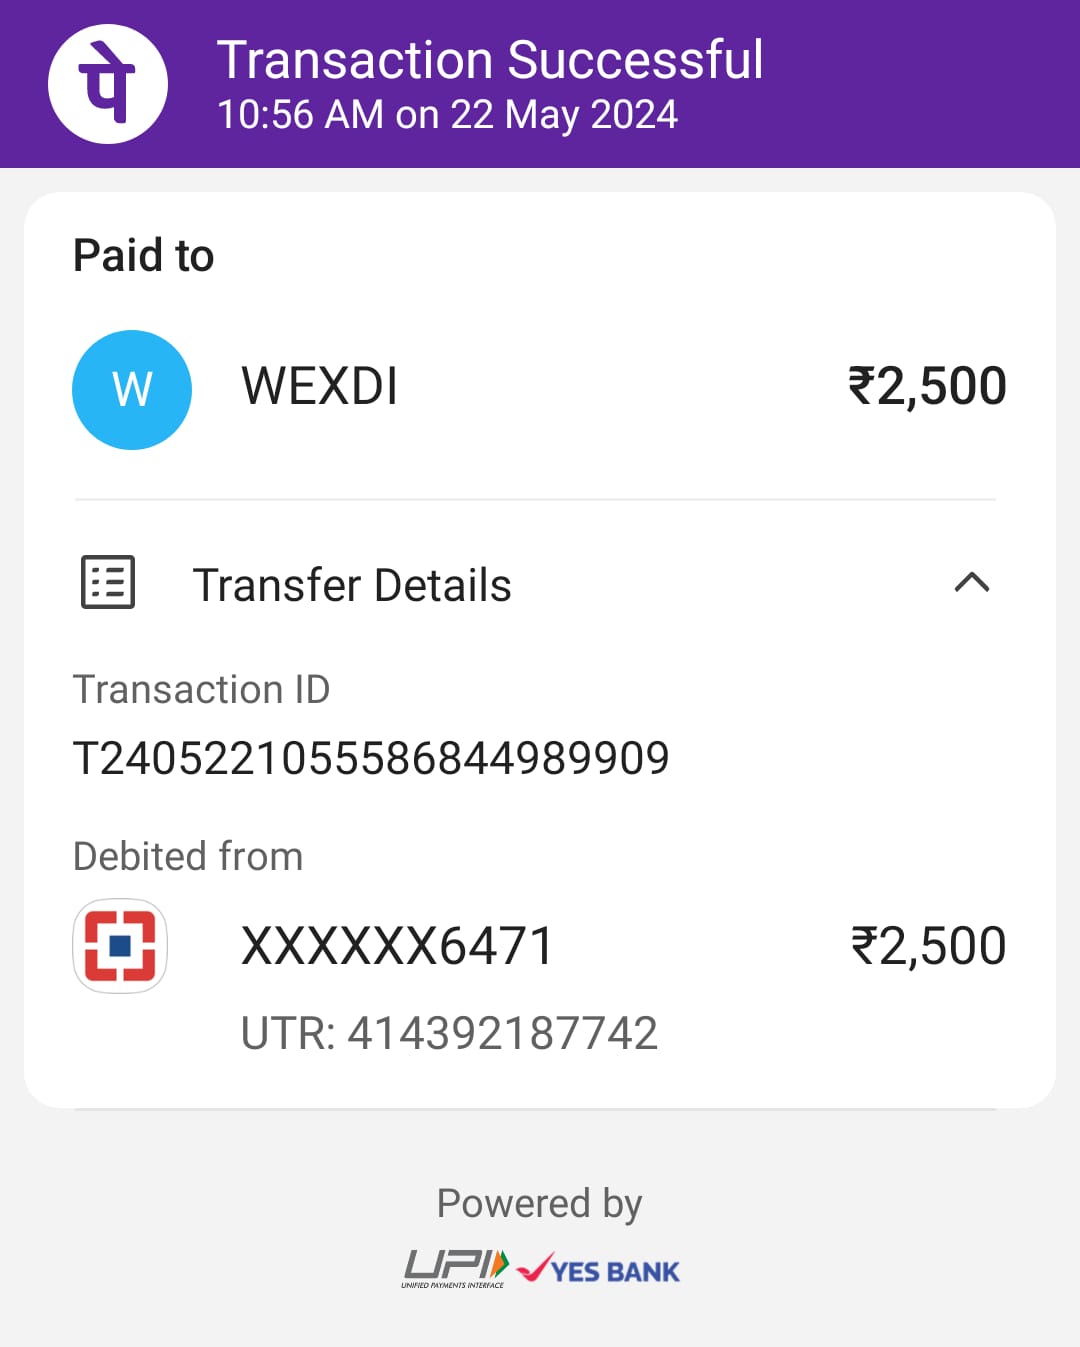 पे
Transaction Successful
10:56 AM on 22 May 2024
Paid to
W
WEXDI
₹2,500
Transfer Details
Transaction ID
T2405221055586844989909
Debited from
XXXXXX6471
₹2,500
UTR: 414392187742
Powered by
UPI
UNIFIED PAYMENTS INTERFACE
YES BANK